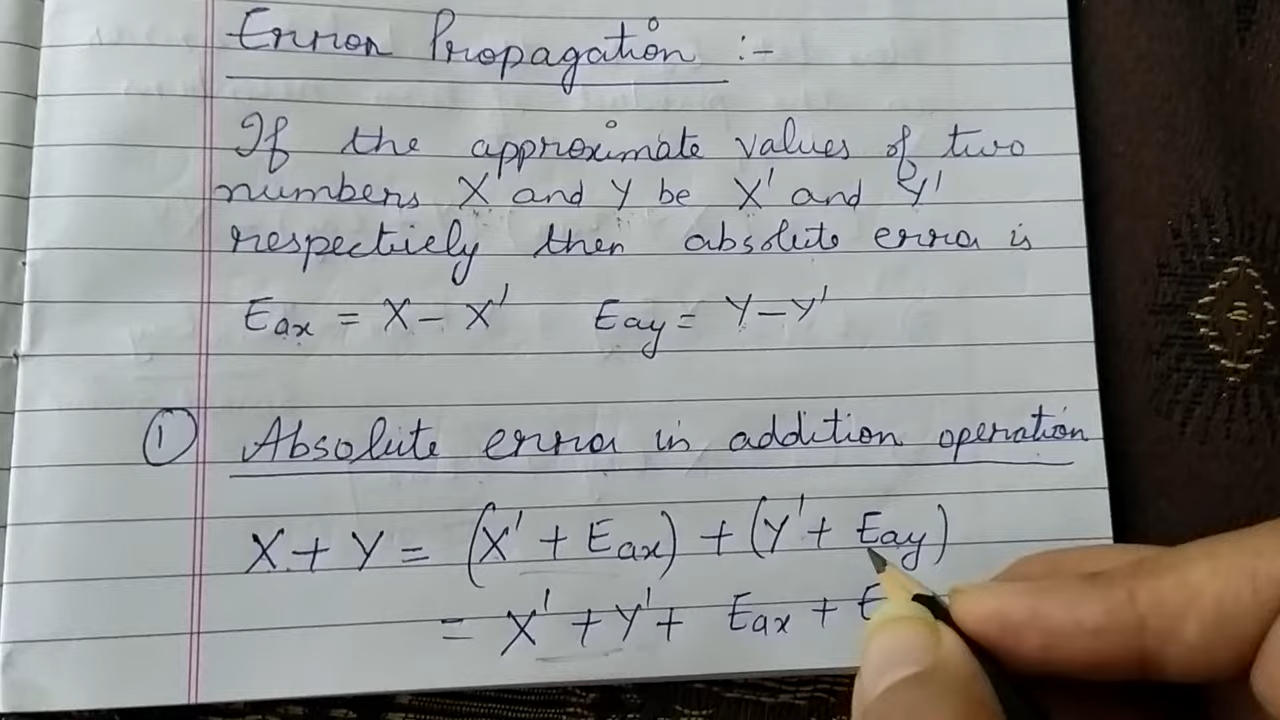 Error Propagation :-
If the approximate values of two
numbers X and Y be X' and Y'
respectiely then absolute error is
Eax = X - X'    Eay = Y - Y'
① Absolute error in addition operation
X + Y = (X' + Eax) + (Y' + Eay)
= X' + Y' + Eax + E